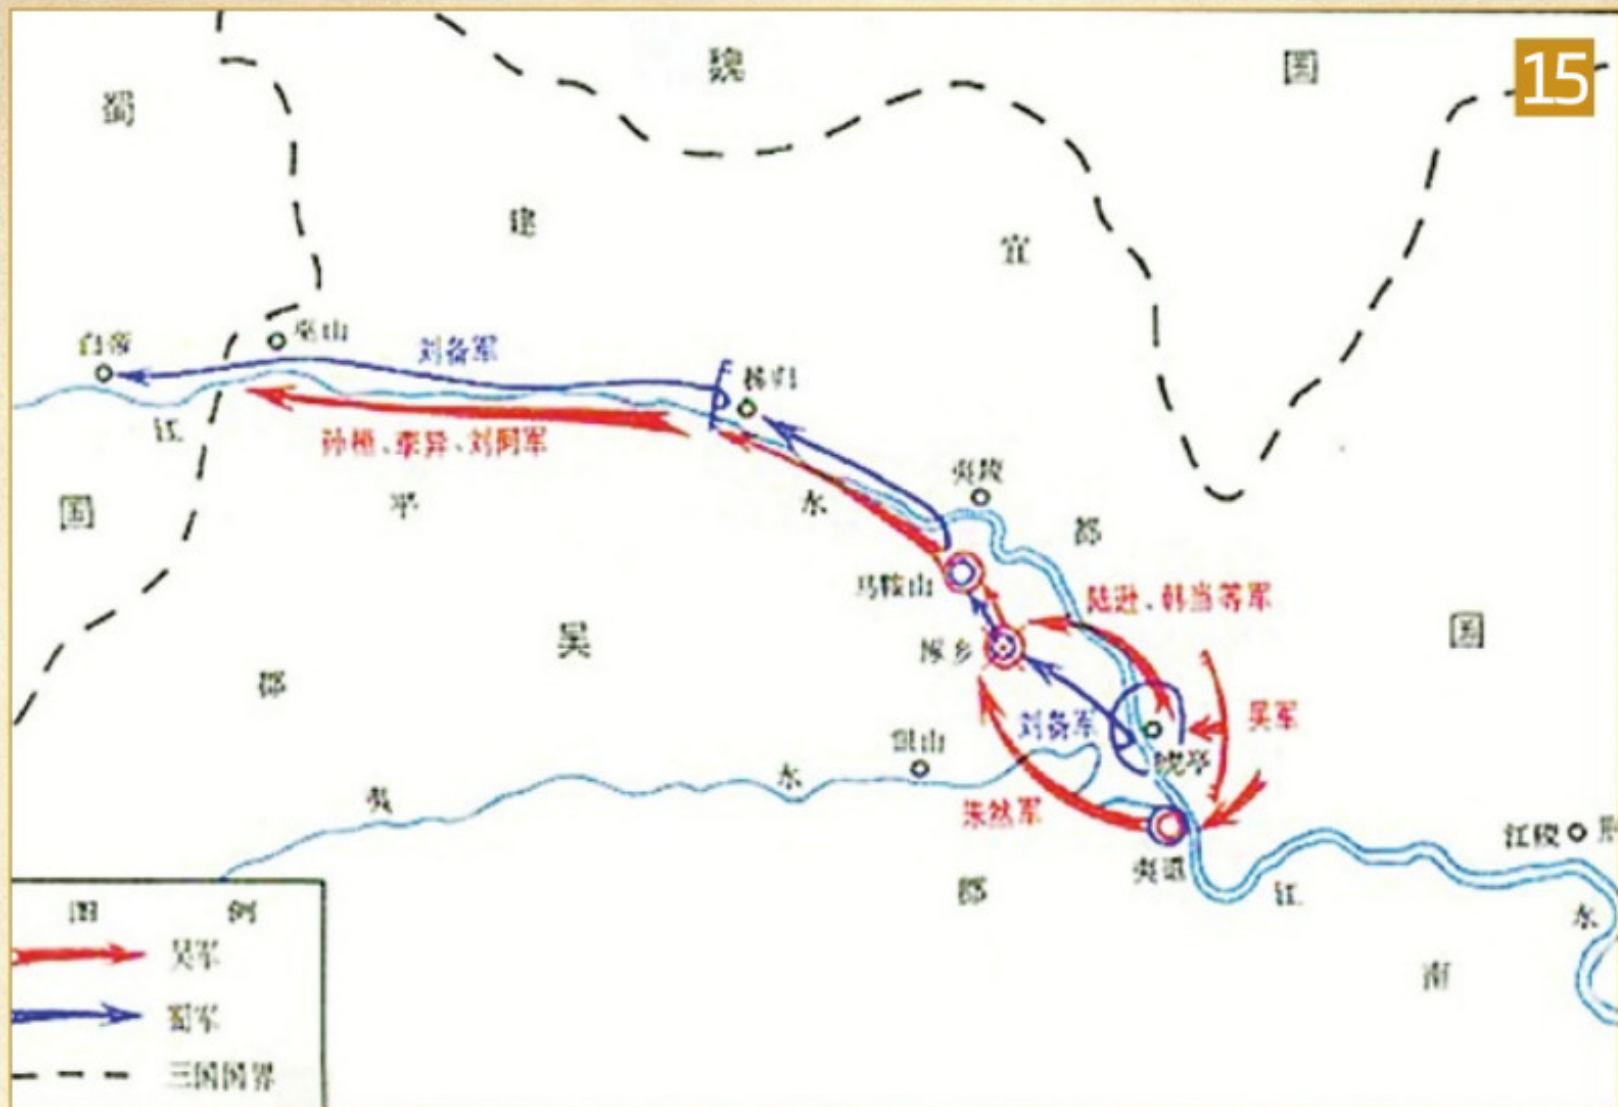 15
魏
国
蜀
建
宜
巫山
白帝
刘备军
秭归
江
孙桓、李异、刘阿军
国
平
水
夷陵
都
马鞍山
陆逊、韩当等军
吴
涿乡
国
郡
刘备军
吴军
佷山
猇亭
夷
水
朱然军
江陵
夷道
郡
江
水
南
图例
吴军
蜀军
三国国界